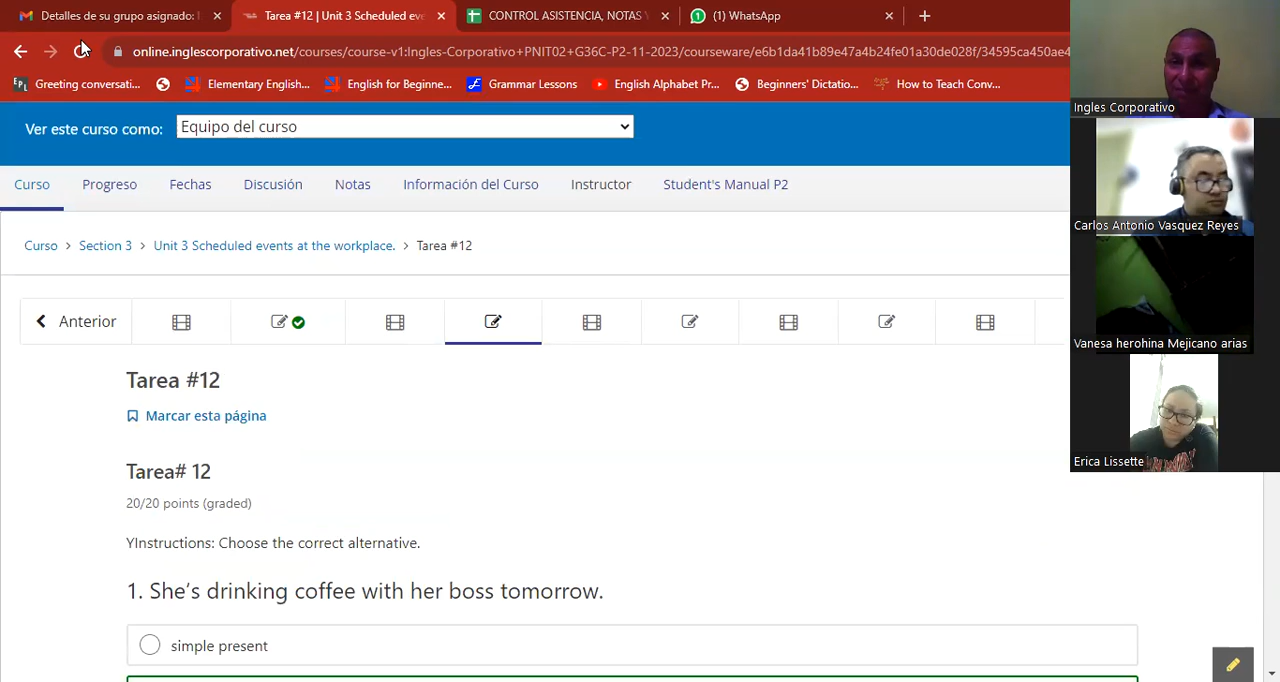 Detalles de su grupo asignado:
Tarea #12 | Unit 3 Scheduled eve
CONTROL ASISTENCIA, NOTAS Y
(1) WhatsApp
online.inglescorporativo.net/courses/course-v1:Ingles-Corporativo+PNIT02+G36C-P2-11-2023/courseware/e6b1da41b89e47a4b24fe01a30de028f/34595ca450ae4
Greeting conversati...
Elementary English...
English for Beginne...
Grammar Lessons
English Alphabet Pr...
Beginners' Dictatio...
How to Teach Conv...
Ingles Corporativo
Ver este curso como:
Equipo del curso
Curso
Progreso
Fechas
Discusión
Notas
Información del Curso
Instructor
Student's Manual P2
Carlos Antonio Vasquez Reyes
Curso > Section 3 > Unit 3 Scheduled events at the workplace. > Tarea #12
Anterior
Vanesa herohina Mejicano arias
Tarea #12
Marcar esta página
Erica Lissette
Tarea# 12
20/20 points (graded)
YInstructions: Choose the correct alternative.
1. She's drinking coffee with her boss tomorrow.
simple present